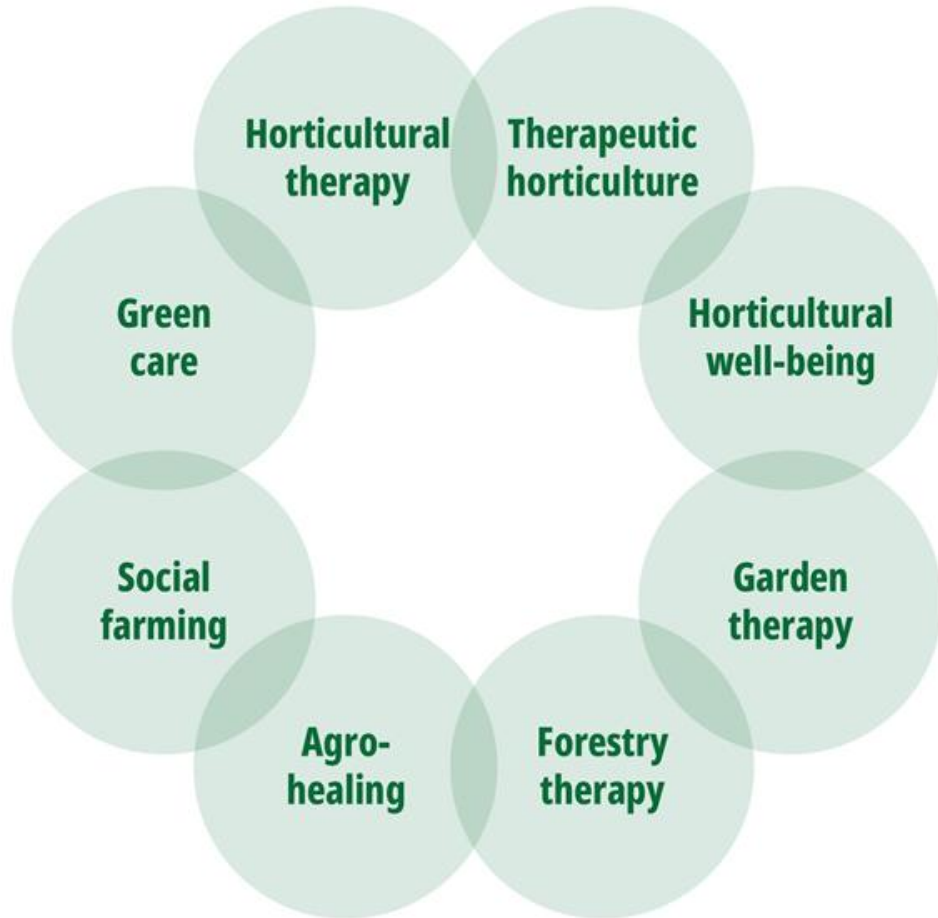 Horticultural
therapy
Therapeutic
horticulture
Horticultural
well-being
Garden
therapy
Forestry
therapy
Agro-
healing
Social
farming
Green
care